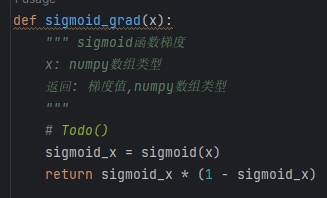 def sigmoid_grad(x):
""" sigmoid函数梯度
x: numpy数组类型
返回: 梯度值,numpy数组类型
"""
# Todo()
sigmoid_x = sigmoid(x)
return sigmoid_x * (1 - sigmoid_x)